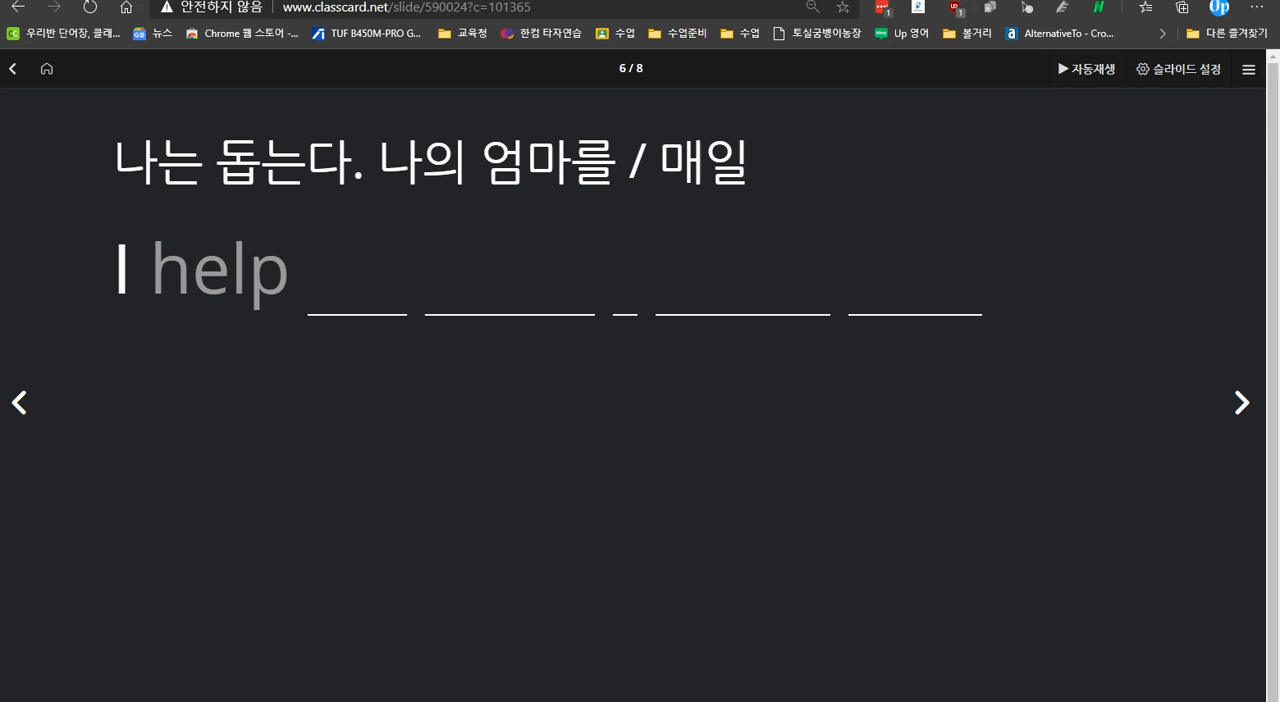 안전하지 않음 www.classcard.net/slide/590024?c=101365
우리반 단어장, 클래... 뉴스 Chrome 웹 스토어 -... TUF B450M-PRO G... 교육정 한컴 타자연습 수업 수업준비 수업 토실굼벵이농장 Up 영어 볼거리 AlternativeTo - Cro... 다른 즐겨찾기
6 / 8 자동재생 슬라이드 설정
나는 돕는다. 나의 엄마를 / 매일
I help